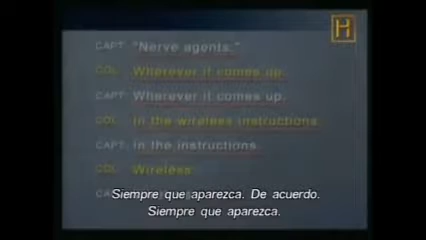 H
CAPT: "Nerve agents."
COL: Wherever it comes up.
CAPT: Wherever it comes up.
COL: In the wireless instructions.
CAPT: In the instructions.
COL: Wireless.
Siempre que aparezca. De acuerdo.
Siempre que aparezca.